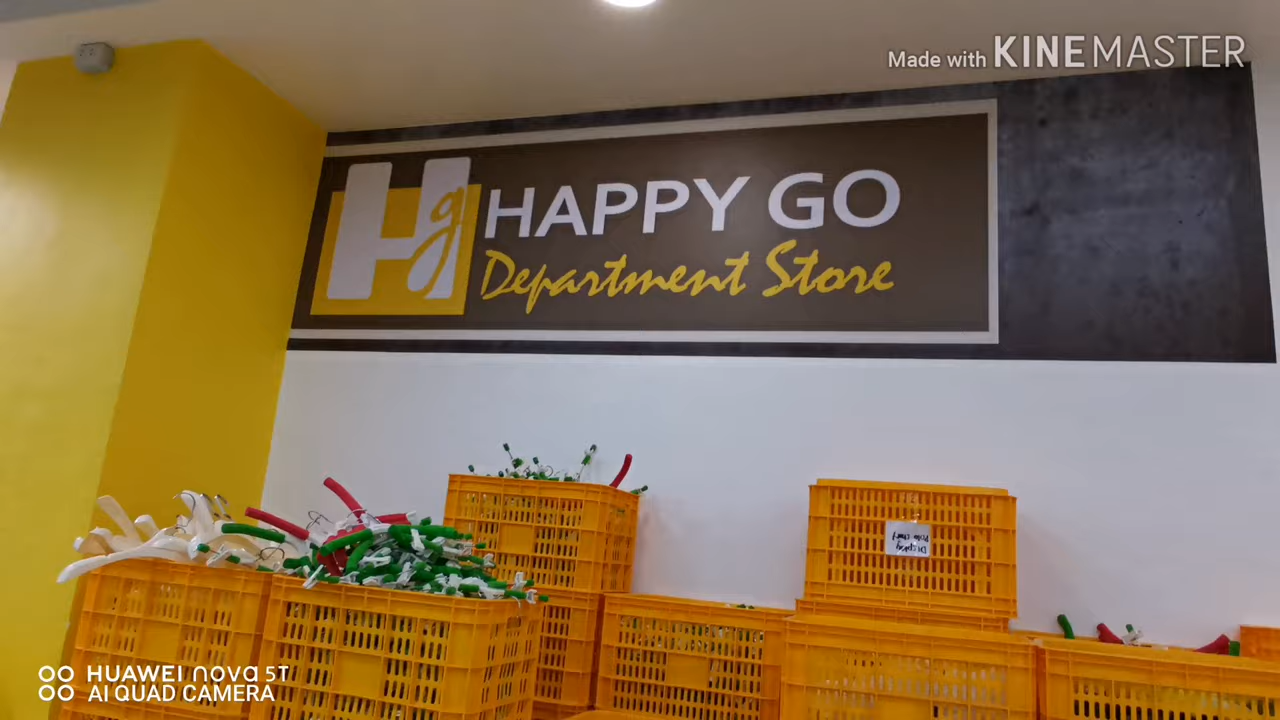 Made with KINEMASTER
Hg
HAPPY GO
Department Store
HUAWEI nova 5T
AI QUAD CAMERA